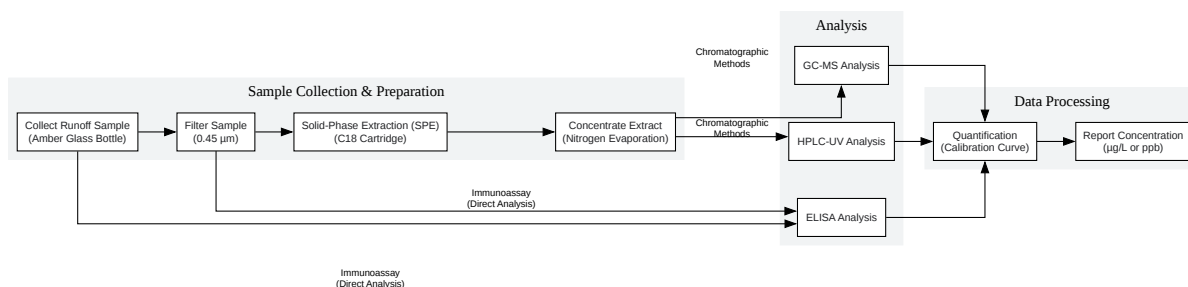 Analysis
Chromatographic
Methods
GC-MS Analysis
Sample Collection & Preparation
Data Processing
Collect Runoff Sample
(Amber Glass Bottle)
Filter Sample
(0.45 µm)
Solid-Phase Extraction (SPE)
(C18 Cartridge)
Concentrate Extract
(Nitrogen Evaporation)
Chromatographic
Methods
HPLC-UV Analysis
Quantification
(Calibration Curve)
Report Concentration
(µg/L or ppb)
Immunoassay
(Direct Analysis)
ELISA Analysis
Immunoassay
(Direct Analysis)